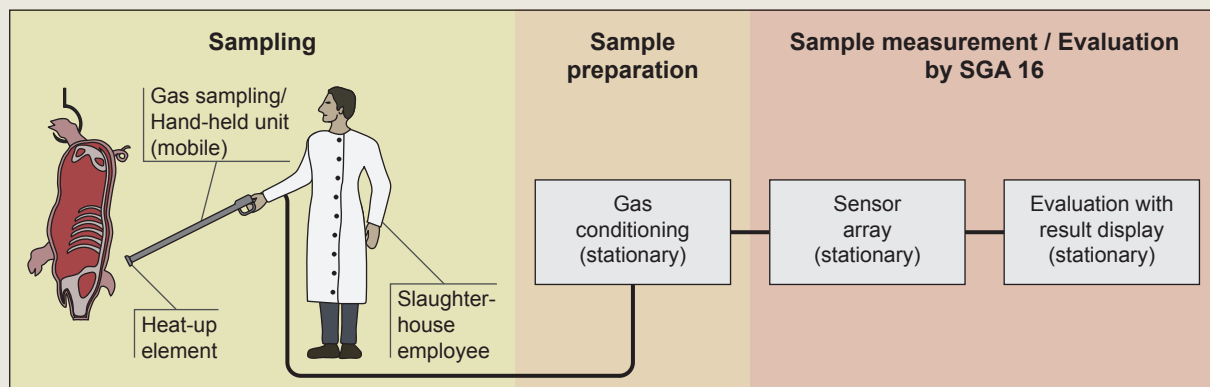 Sampling
Gas sampling/
Hand-held unit
(mobile)
Heat-up
element
Slaughter-
house
employee
Sample
preparation
Gas
conditioning
(stationary)
Sample measurement / Evaluation
by SGA 16
Sensor
array
(stationary)
Evaluation with
result display
(stationary)